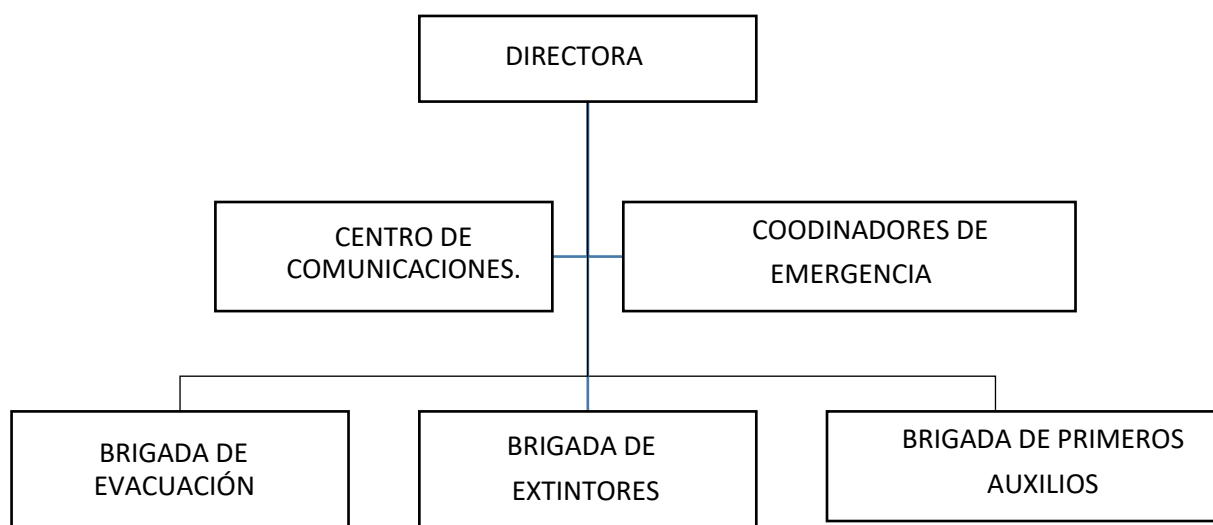 DIRECTORA
CENTRO DE
COMUNICACIONES.
COODINADORES DE
EMERGENCIA
BRIGADA DE
EVACUACIÓN
BRIGADA DE
EXTINTORES
BRIGADA DE PRIMEROS
AUXILIOS